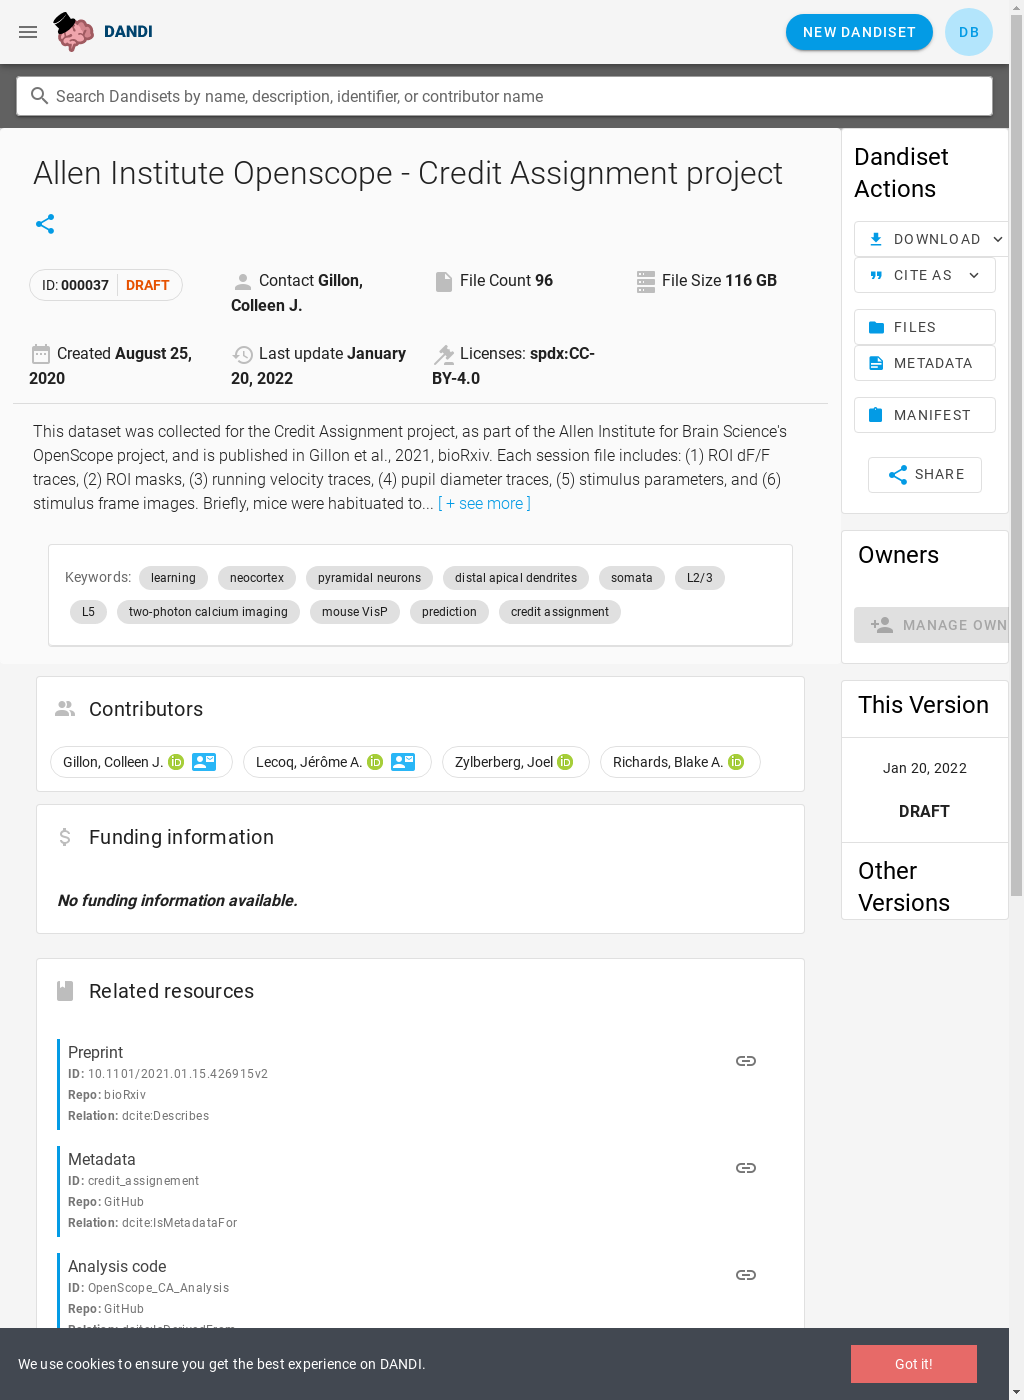 DANDI
NEW DANDISET
DB
Search Dandisets by name, description, identifier, or contributor name
Allen Institute Openscope - Credit Assignment project
ID: 000037 DRAFT
Contact Gillon,
Colleen J.
File Count 96
File Size 116 GB
Created August 25,
2020
Last update January
20, 2022
Licenses: spdx:CC-
BY-4.0
This dataset was collected for the Credit Assignment project, as part of the Allen Institute for Brain Science's
OpenScope project, and is published in Gillon et al., 2021, bioRxiv. Each session file includes: (1) ROI dF/F
traces, (2) ROI masks, (3) running velocity traces, (4) pupil diameter traces, (5) stimulus parameters, and (6)
stimulus frame images. Briefly, mice were habituated to... [ + see more ]
Keywords: learning neocortex pyramidal neurons distal apical dendrites somata L2/3
L5 two-photon calcium imaging mouse VisP prediction credit assignment
Contributors
Gillon, Colleen J. iD Lecoq, Jérôme A. iD Zylberberg, Joel iD Richards, Blake A. iD
Funding information
No funding information available.
Related resources
Preprint
ID: 10.1101/2021.01.15.426915v2
Repo: bioRxiv
Relation: dcite:Describes
Metadata
ID: credit_assignement
Repo: GitHub
Relation: dcite:IsMetadataFor
Analysis code
ID: OpenScope_CA_Analysis
Repo: GitHub
Relation: dcite:IsDerivedFrom
Dandiset
Actions
DOWNLOAD
CITE AS
FILES
METADATA
MANIFEST
SHARE
Owners
MANAGE OWN
This Version
Jan 20, 2022
DRAFT
Other
Versions
We use cookies to ensure you get the best experience on DANDI.
Got it!